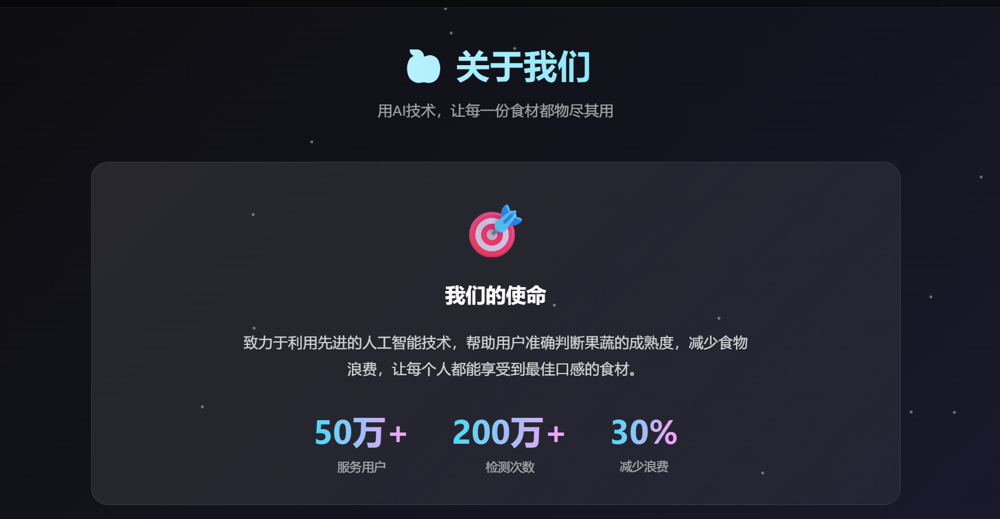 关于我们
用AI技术，让每一份食材都物尽其用
我们的使命
致力于利用先进的人工智能技术，帮助用户准确判断果蔬的成熟度，减少食物
浪费，让每个人都能享受到最佳口感的食材。
50万+ 200万+ 30%
服务用户 检测次数 减少浪费